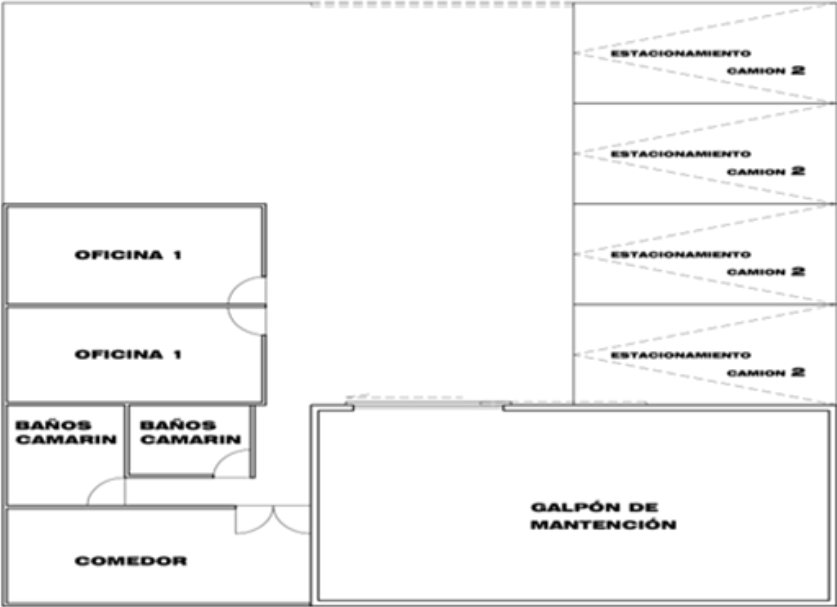 ESTACIONAMIENTO
CAMION 2
ESTACIONAMIENTO
CAMION 2
ESTACIONAMIENTO
CAMION 2
ESTACIONAMIENTO
CAMION 2
OFICINA 1
OFICINA 1
BAÑOS
CAMARIN
BAÑOS
CAMARIN
COMEDOR
GALPÓN DE
MANTENCIÓN